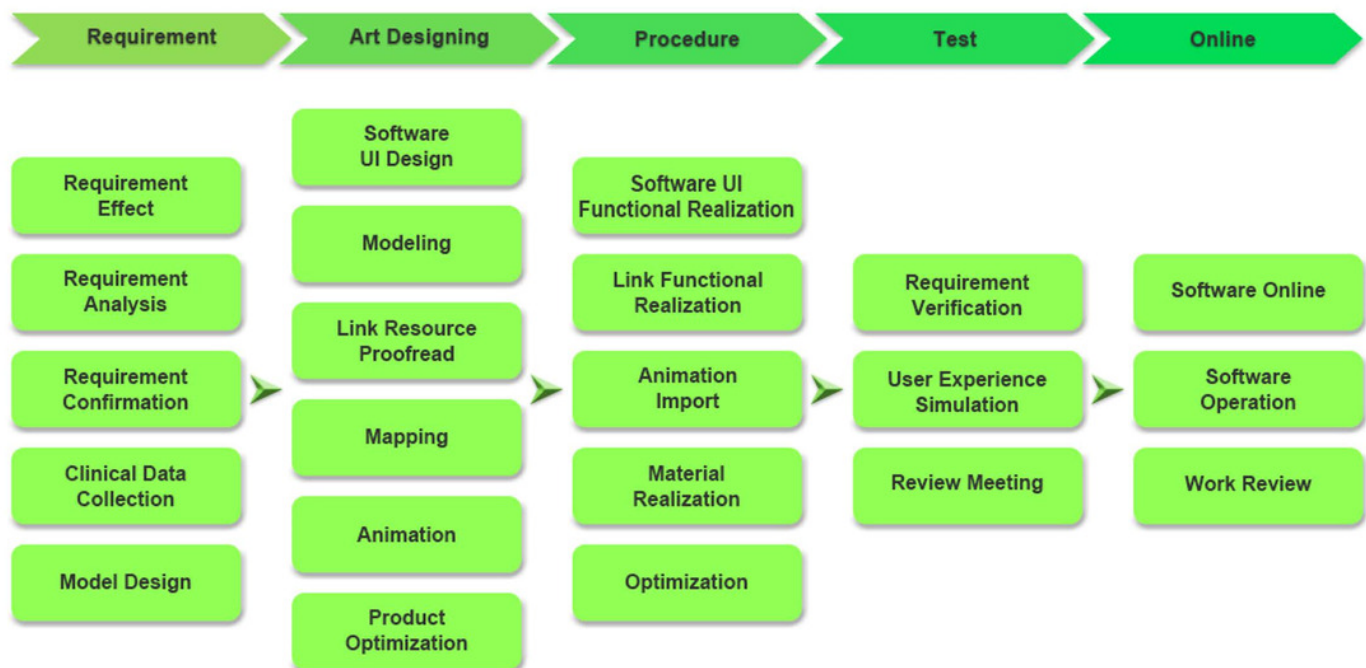 Requirement
Art Designing
Procedure
Test
Online
Requirement
Effect
Requirement
Analysis
Requirement
Confirmation
Clinical Data
Collection
Model Design
Software
UI Design
Modeling
Link Resource
Proofread
Mapping
Animation
Product
Optimization
Software UI
Functional Realization
Link Functional
Realization
Animation
Import
Material
Realization
Optimization
Requirement
Verification
User Experience
Simulation
Review Meeting
Software Online
Software
Operation
Work Review